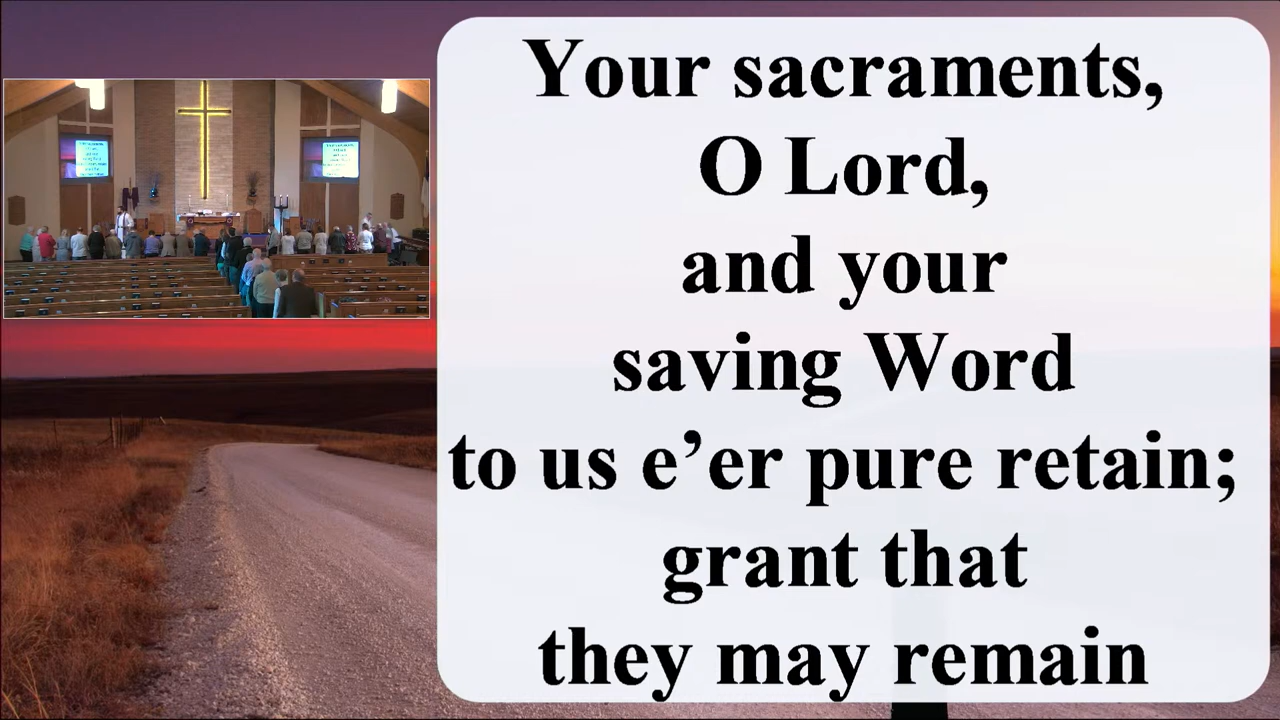 Your sacraments,
O Lord,
and your
saving Word
to us e’er pure retain;
grant that
they may remain